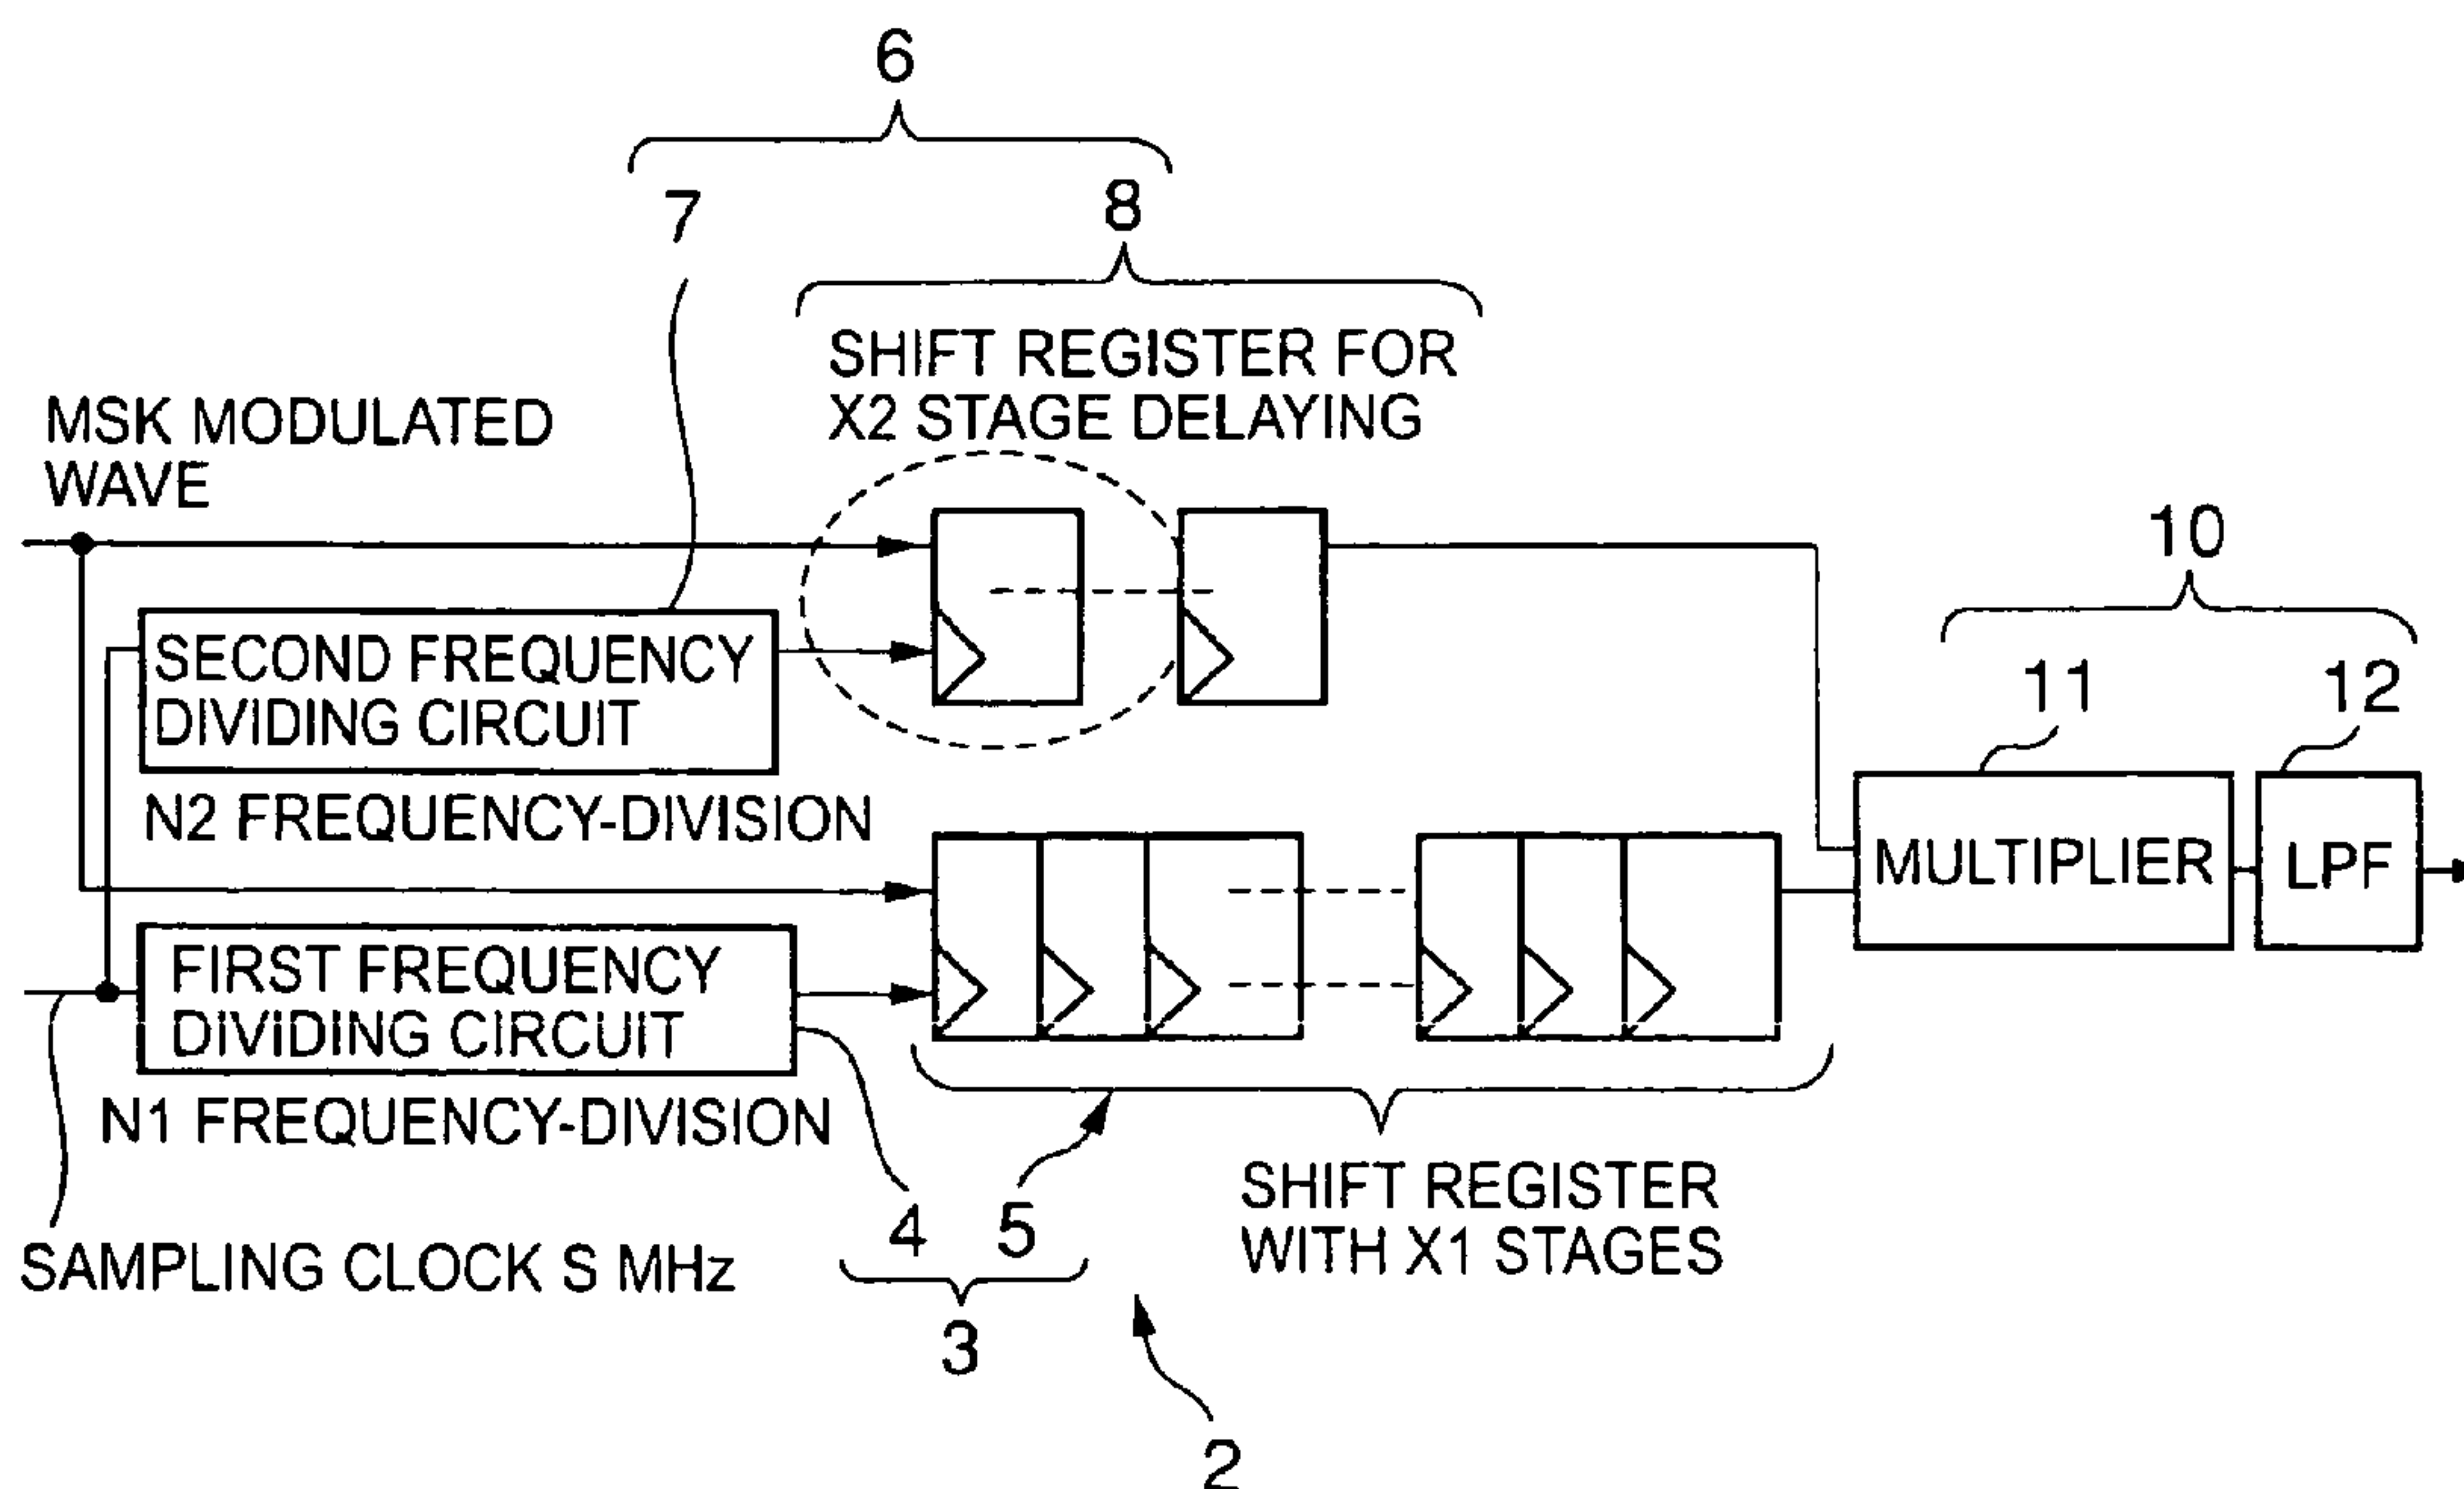 6
7
8
SHIFT REGISTER FOR
X2 STAGE DELAYING
MSK MODULATED
WAVE
10
11
12
SECOND FREQUENCY
DIVIDING CIRCUIT
N2 FREQUENCY-DIVISION
MULTIPLIER
LPF
FIRST FREQUENCY
DIVIDING CIRCUIT
N1 FREQUENCY-DIVISION
SHIFT REGISTER
WITH X1 STAGES
4
5
SAMPLING CLOCK S MHz
3
2